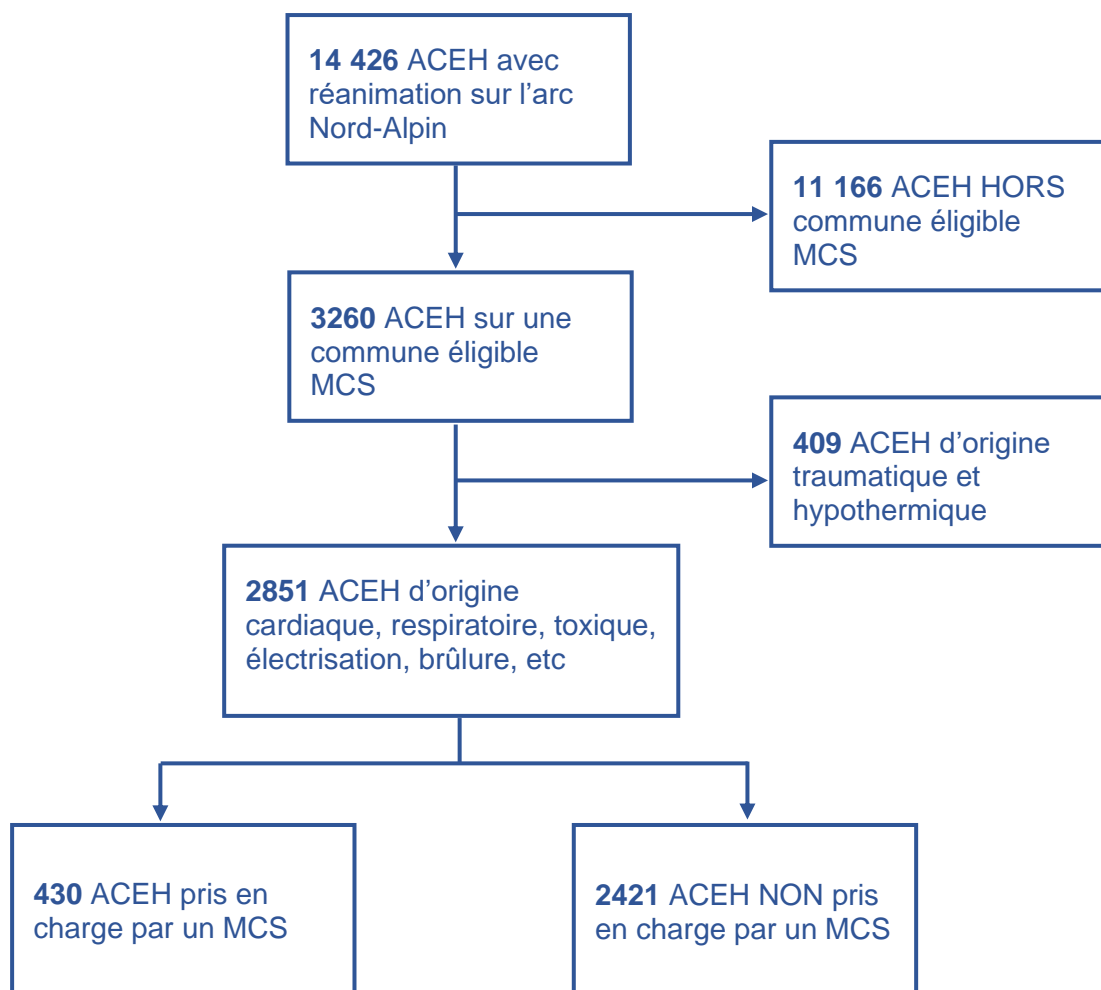 14 426 ACEH avec
réanimation sur l’arc
Nord-Alpin
11 166 ACEH HORS
commune éligible
MCS
3260 ACEH sur une
commune éligible
MCS
409 ACEH d’origine
traumatique et
hypothermique
2851 ACEH d’origine
cardiaque, respiratoire, toxique,
électrisation, brûlure, etc
430 ACEH pris en
charge par un MCS
2421 ACEH NON pris
en charge par un MCS